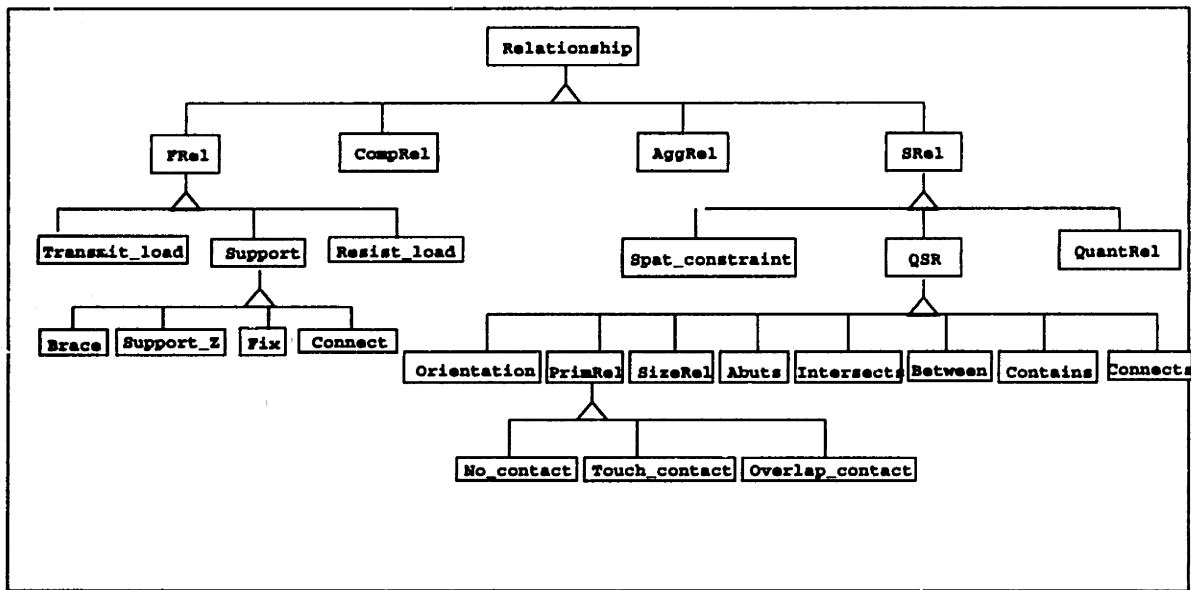 Relationship
FRel CompRel AggRel SRel
Transmit_load Support Resist_load Spat_constraint QSR QuantRel
Brace Support_Z Fix Connect Orientation PrimRel SizeRel Abuts Intersects Between Contains Connects
No_contact Touch_contact Overlap_contact